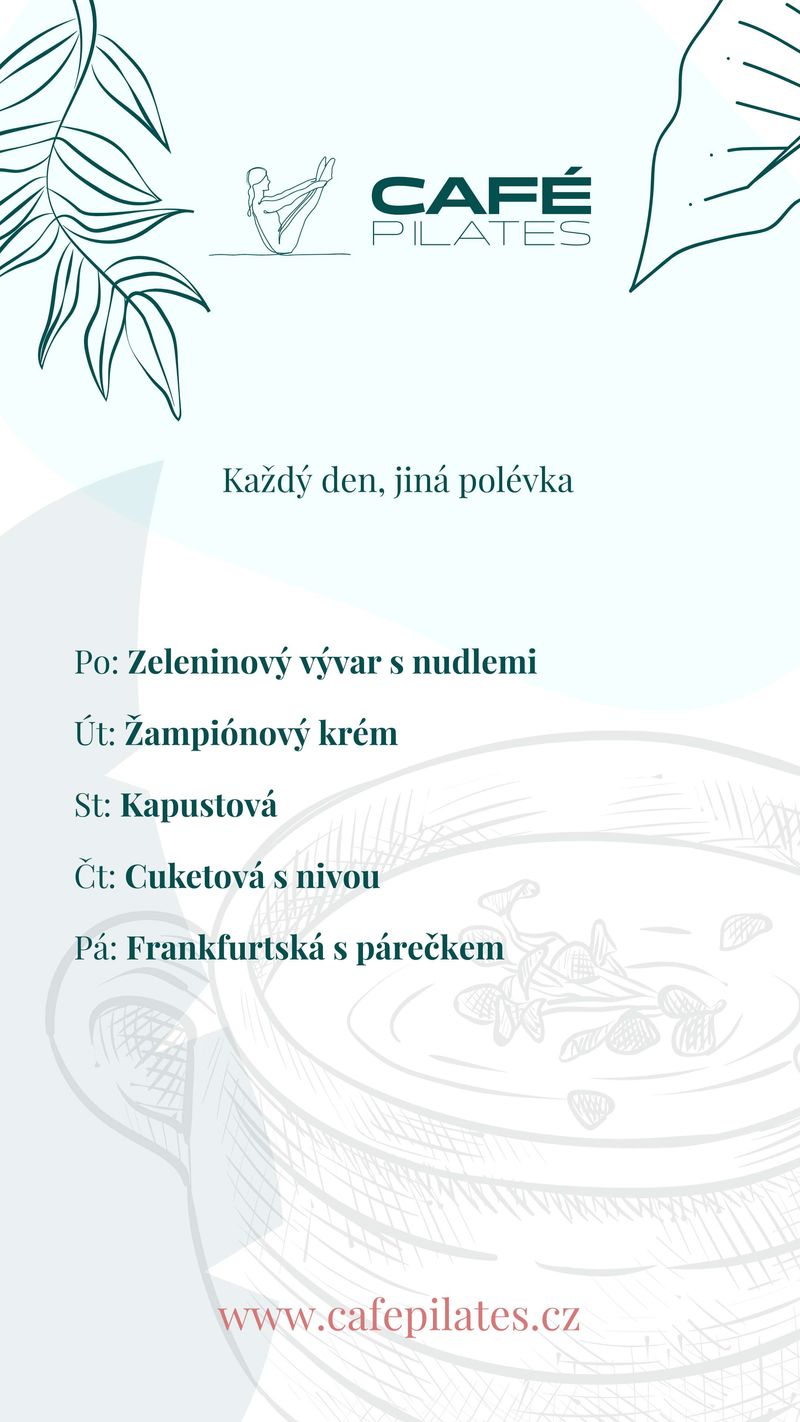 CAFÉ
PILATES
Každý den, jiná polévka
Po: Zeleninový vývar s nudlemi
Út: Žampiónový krém
St: Kapustová
Čt: Cuketová s nivou
Pá: Frankfurtská s párečkem
www.cafepilates.cz